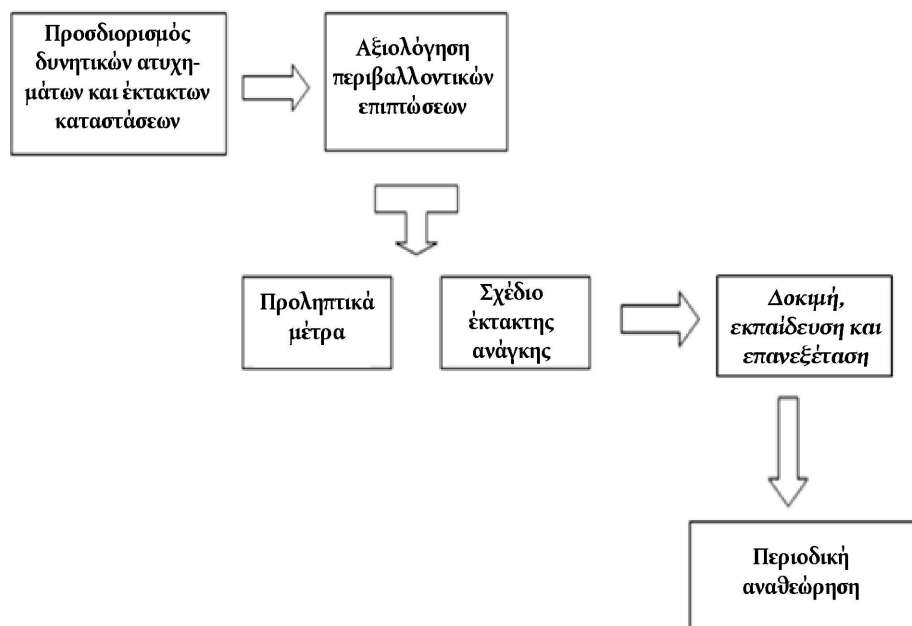 Προσδιορισμός
δυνητικών ατυχη-
μάτων και έκτακτων
καταστάσεων
Αξιολόγηση
περιβαλλοντικών
επιπτώσεων
Προληπτικά
μέτρα
Σχέδιο
έκτακτης
ανάγκης
Δοκιμή,
εκπαίδευση και
επανεξέταση
Περιοδική
αναθεώρηση